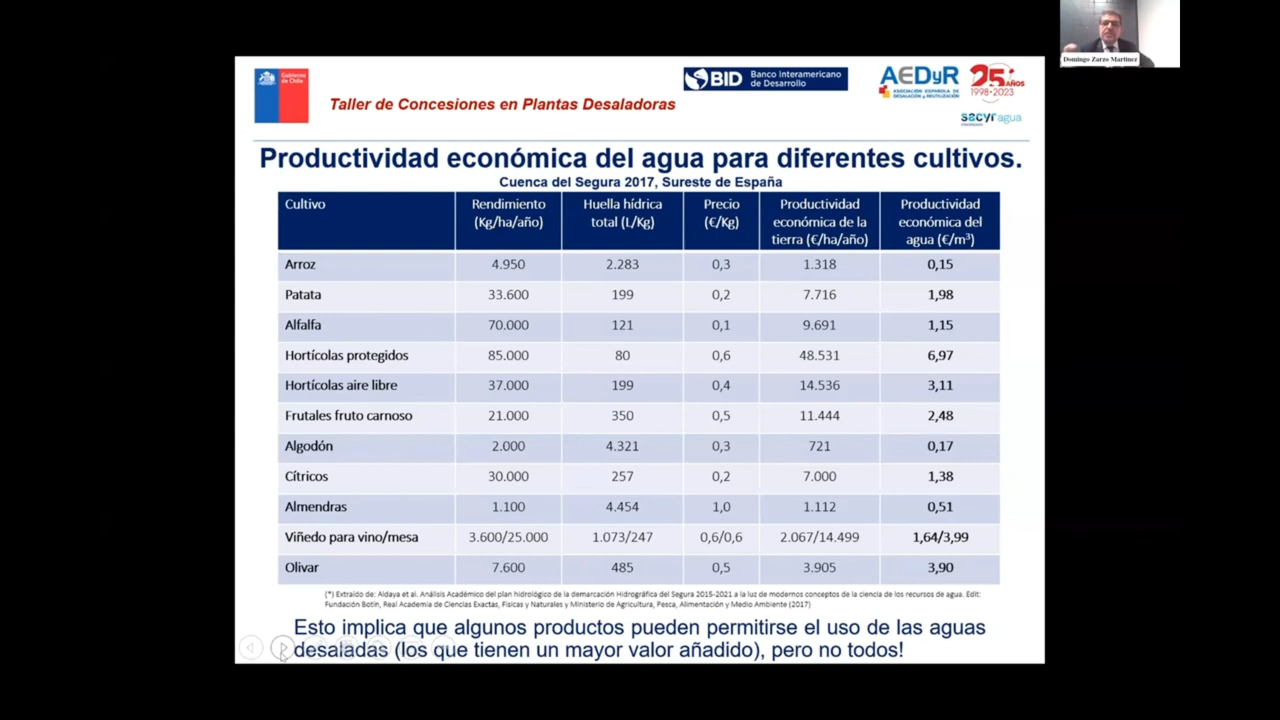 Domingo Zarzo Martínez
Gobierno
de Chile
BID Banco Interamericano
de Desarrollo
AEDyR
ASOCIACIÓN ESPAÑOLA DE
DESALACIÓN y REUTILIZACIÓN
25 AÑOS
1998-2023
Taller de Concesiones en Plantas Desaladoras
sacyr agua
Productividad económica del agua para diferentes cultivos.
Cuenca del Segura 2017, Sureste de España
Cultivo Rendimiento (Kg/ha/año) Huella hídrica total (L/Kg) Precio (€/Kg) Productividad económica de la tierra (€/ha/año) Productividad económica del agua (€/m³)
Arroz 4.950 2.283 0,3 1.318 0,15
Patata 33.600 199 0,2 7.716 1,98
Alfalfa 70.000 121 0,1 9.691 1,15
Hortícolas protegidos 85.000 80 0,6 48.531 6,97
Hortícolas aire libre 37.000 199 0,4 14.536 3,11
Frutales fruto carnoso 21.000 350 0,5 11.444 2,48
Algodón 2.000 4.321 0,3 721 0,17
Cítricos 30.000 257 0,2 7.000 1,38
Almendras 1.100 4.454 1,0 1.112 0,51
Viñedo para vino/mesa 3.600/25.000 1.073/247 0,6/0,6 2.067/14.499 1,64/3,99
Olivar 7.600 485 0,5 3.905 3,90
(*) Extraído de: Aldaya et al. Análisis Académico del plan hidrológico de la demarcación Hidrográfica del Segura 2015-2021 a la luz de modernos conceptos de la ciencia de los recursos de agua. Edit:
Fundación Botin, Real Academia de Ciencias Exactas, Fisicas y Naturales y Ministerio de Agricultura, Pesca, Alimentación y Medio Ambiente (2017)
Esto implica que algunos productos pueden permitirse el uso de las aguas
desaladas (los que tienen un mayor valor añadido), pero no todos!